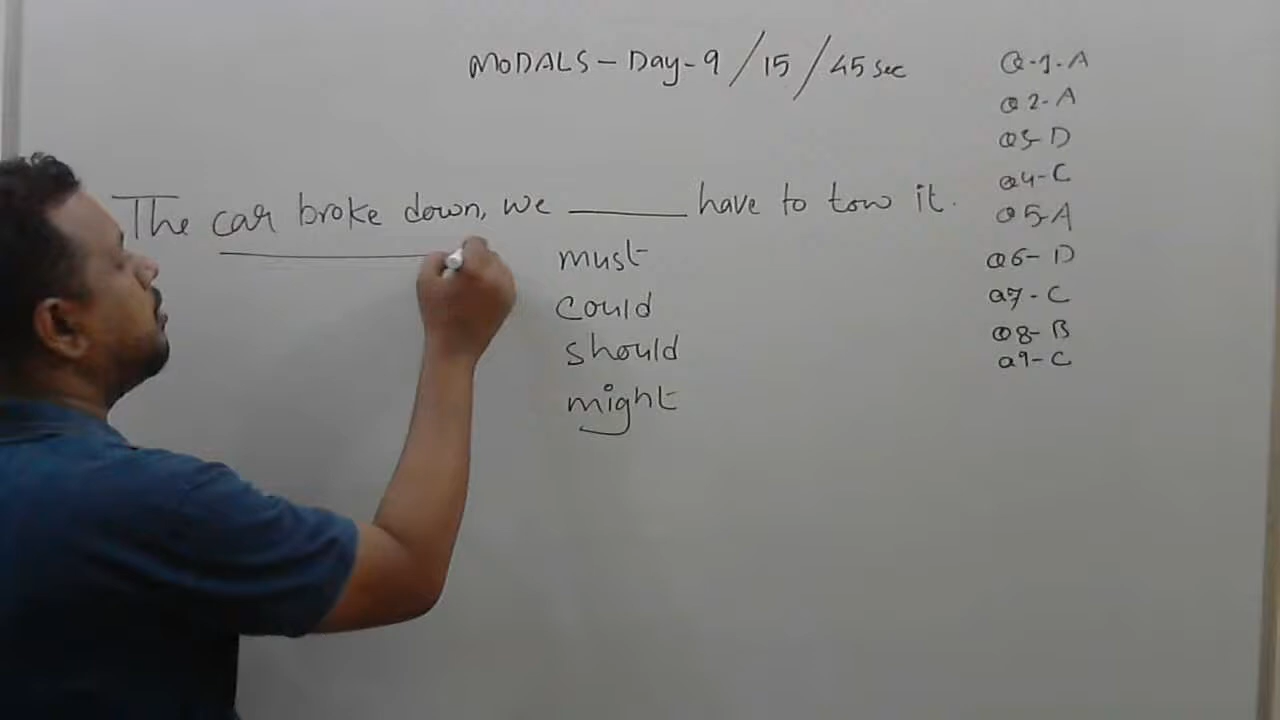 MODALS - Day - 9 / 15 / 45 sec
The car broke down, we ______ have to tow it.
must
could
should
might
Q-1-A
Q2-A
Q3-D
Q4-C
Q5-A
Q6-D
Q7-C
Q8-B
Q9-C